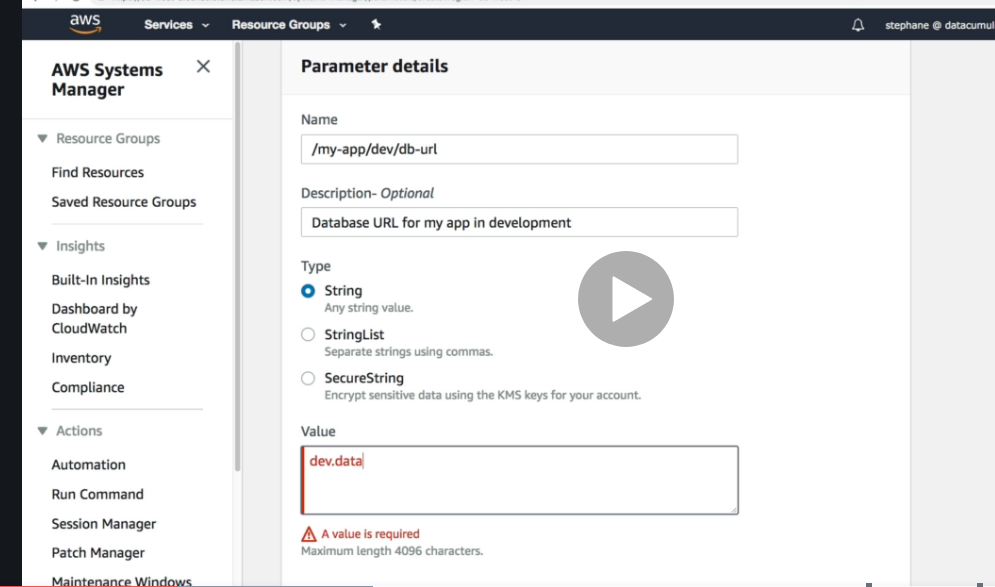 aws
Services
Resource Groups
stephane @ datacumul
AWS Systems
Manager
Resource Groups
Find Resources
Saved Resource Groups
Insights
Built-In Insights
Dashboard by
CloudWatch
Inventory
Compliance
Actions
Automation
Run Command
Session Manager
Patch Manager
Maintenance Windows
Parameter details
Name
/my-app/dev/db-url
Description- Optional
Database URL for my app in development
Type
String
Any string value.
StringList
Separate strings using commas.
SecureString
Encrypt sensitive data using the KMS keys for your account.
Value
dev.data
A value is required
Maximum length 4096 characters.